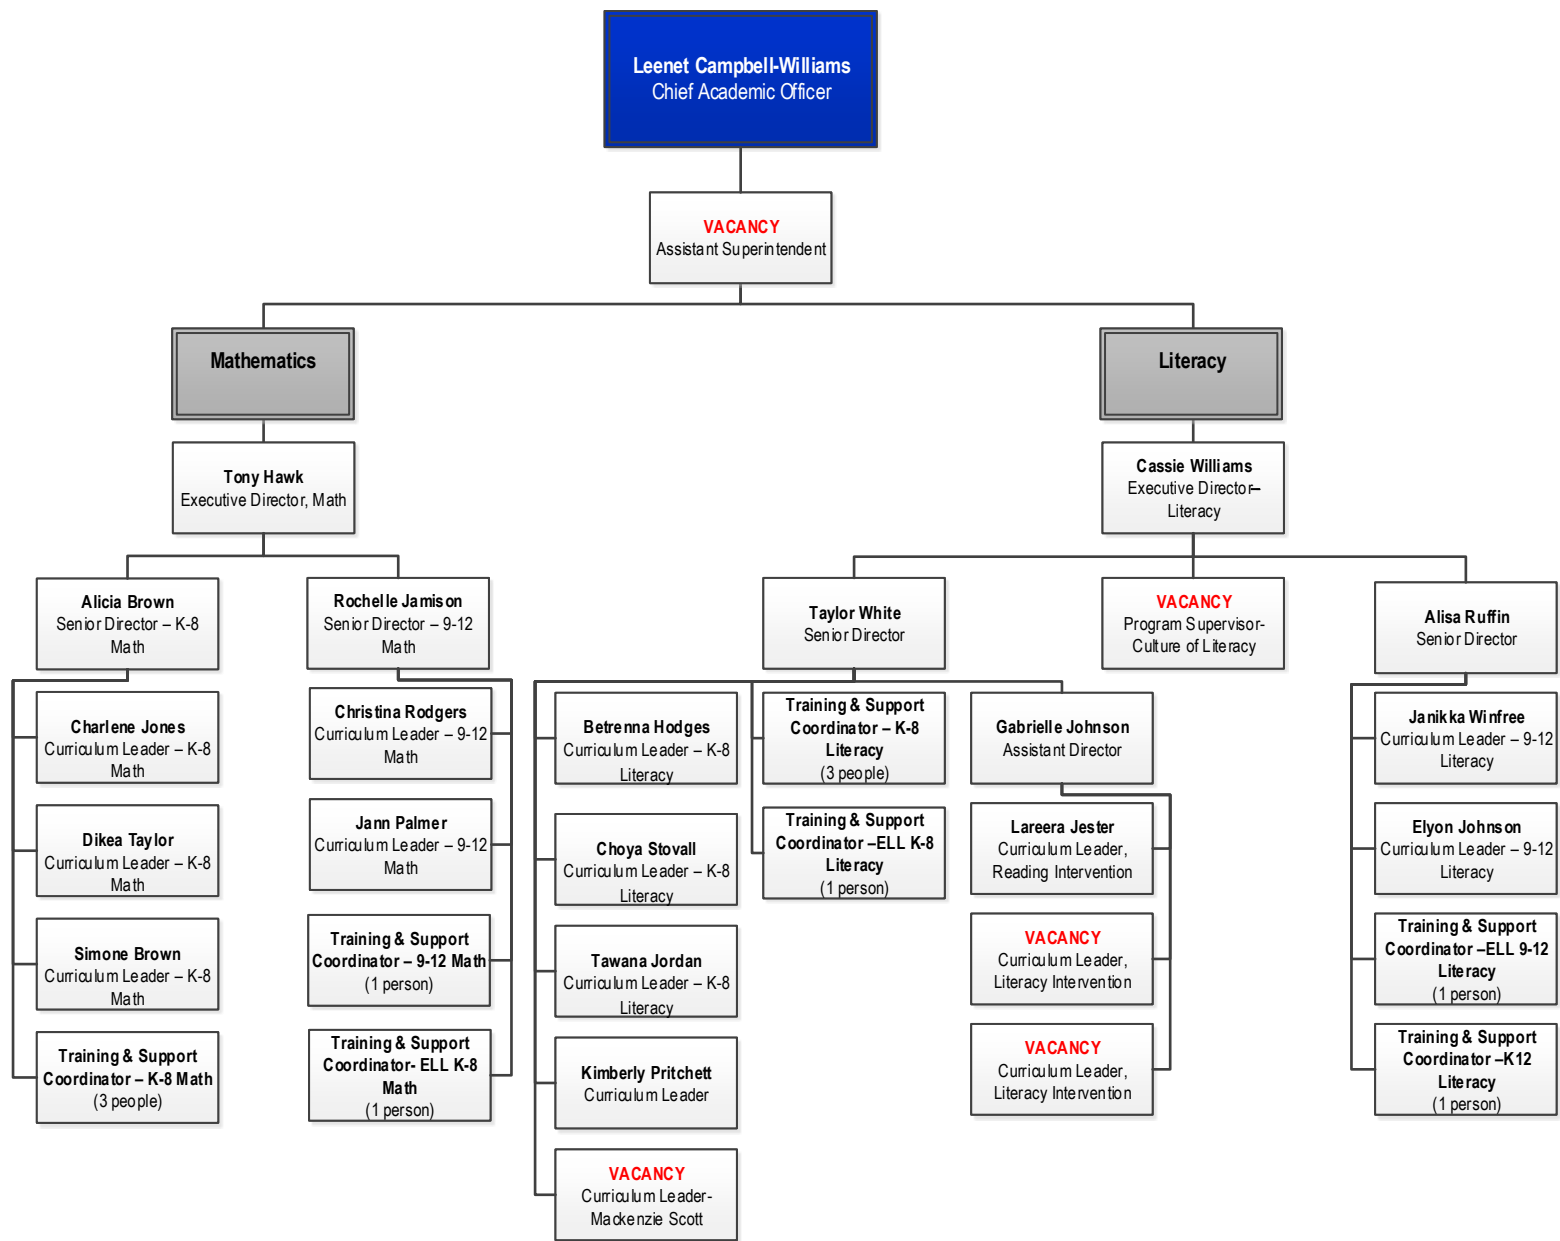 Leenet Campbell-Williams
Chief Academic Officer
VACANCY
Assistant Superintendent
Mathematics
Literacy
Tony Hawk
Executive Director, Math
Cassie Williams
Executive Director–
Literacy
Alicia Brown
Senior Director – K-8
Math
Rochelle Jamison
Senior Director – 9-12
Math
Taylor White
Senior Director
VACANCY
Program Supervisor-
Culture of Literacy
Alisa Ruffin
Senior Director
Charlene Jones
Curriculum Leader – K-8
Math
Dikea Taylor
Curriculum Leader – K-8
Math
Simone Brown
Curriculum Leader – K-8
Math
Training & Support
Coordinator – K-8 Math
(3 people)
Christina Rodgers
Curriculum Leader – 9-12
Math
Jann Palmer
Curriculum Leader – 9-12
Math
Training & Support
Coordinator – 9-12 Math
(1 person)
Training & Support
Coordinator- ELL K-8
Math
(1 person)
Betrenna Hodges
Curriculum Leader – K-8
Literacy
Choya Stovall
Curriculum Leader – K-8
Literacy
Tawana Jordan
Curriculum Leader – K-8
Literacy
Kimberly Pritchett
Curriculum Leader
VACANCY
Curriculum Leader-
Mackenzie Scott
Training & Support
Coordinator – K-8
Literacy
(3 people)
Training & Support
Coordinator –ELL K-8
Literacy
(1 person)
Gabrielle Johnson
Assistant Director
Lareera Jester
Curriculum Leader,
Reading Intervention
VACANCY
Curriculum Leader,
Literacy Intervention
VACANCY
Curriculum Leader,
Literacy Intervention
Janikka Winfree
Curriculum Leader – 9-12
Literacy
Elyon Johnson
Curriculum Leader – 9-12
Literacy
Training & Support
Coordinator –ELL 9-12
Literacy
(1 person)
Training & Support
Coordinator –K12
Literacy
(1 person)